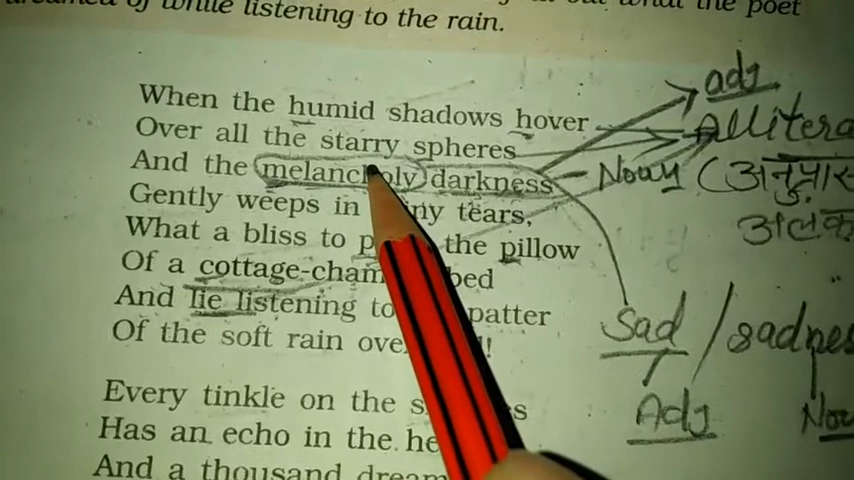 dreamed of while listening to the rain.
When the humid shadows hover
Over all the starry spheres
And the melancholy darkness
Gently weeps in iny tears,
What a bliss to p the pillow
Of a cottage-cham bed
And lie listening to patter
Of the soft rain ove !
Every tinkle on the s es
Has an echo in the he
And a thousand dream
adj
Allitera
Noun (अनुप्रास
अलंक
Sad / sadnes
Adj Nou